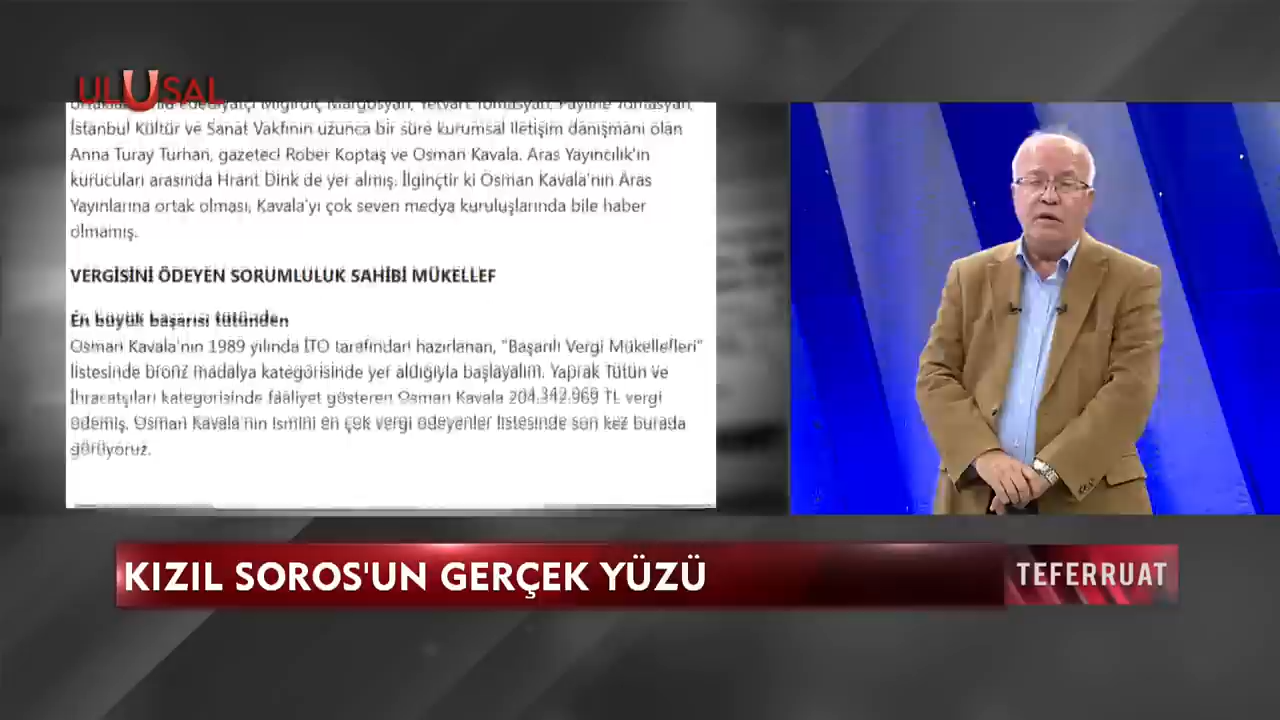 ULUSAL
Mıgırdiç Margosyan, Yetvart Tomasyan, Payline Tomasyan,
İstanbul Kültür ve Sanat Vakfının uzunca bir süre kurumsal iletişim danışmanı olan
Anna Turay Turhan, gazeteci Rober Koptaş ve Osman Kavala. Aras Yayıncılık'ın
kurucuları arasında Hrant Dink de yer almış. İlginçtir ki Osman Kavala'nın Aras
Yayınlarına ortak olması, Kavala'yı çok seven medya kuruluşlarında bile haber
olmamış.
VERGİSİNİ ÖDEYEN SORUMLULUK SAHİBİ MÜKELLEF
En büyük başarısı tütünden
Osman Kavala'nın 1989 yılında İTO tarafından hazırlanan, "Başarılı Vergi Mükellefleri"
listesinde bronz madalya kategorisinde yer aldığıyla başlayalım. Yaprak Tütün ve
İhracatçıları kategorisinde faaliyet gösteren Osman Kavala 204.342.969 TL vergi
ödemiş. Osman Kavala'nın ismini en çok vergi ödeyenler listesinde son kez burada
görüyoruz.
KIZIL SOROS'UN GERÇEK YÜZÜ
TEFERRUAT